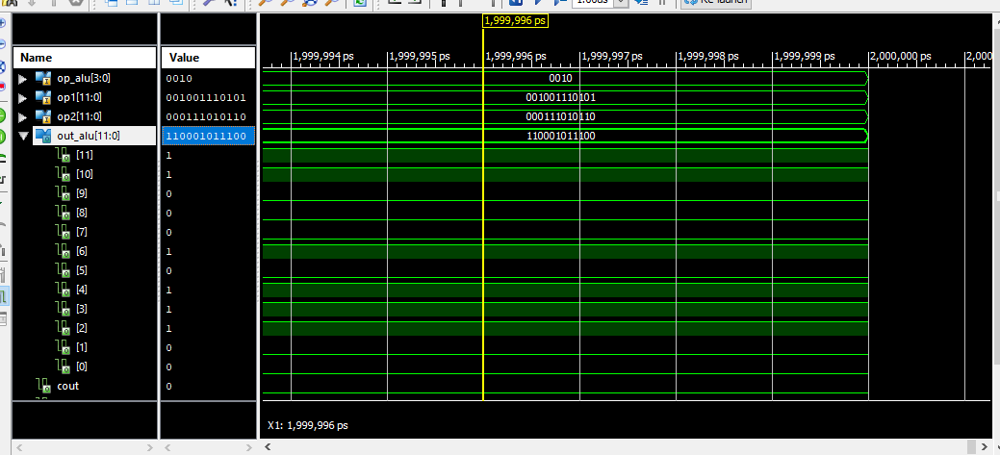 1.00us Re-launch
1,999,996 ps
Name Value
1,999,994 ps 1,999,995 ps 1,999,996 ps 1,999,997 ps 1,999,998 ps 1,999,999 ps 2,000,000 ps 2,000
op_alu[3:0] 0010 0010
op1[11:0] 001001110101 001001110101
op2[11:0] 000111010110 000111010110
out_alu[11:0] 110001011100 110001011100
[11] 1
[10] 1
[9] 0
[8] 0
[7] 0
[6] 1
[5] 0
[4] 1
[3] 1
[2] 1
[1] 0
[0] 0
cout 0
X1: 1,999,996 ps